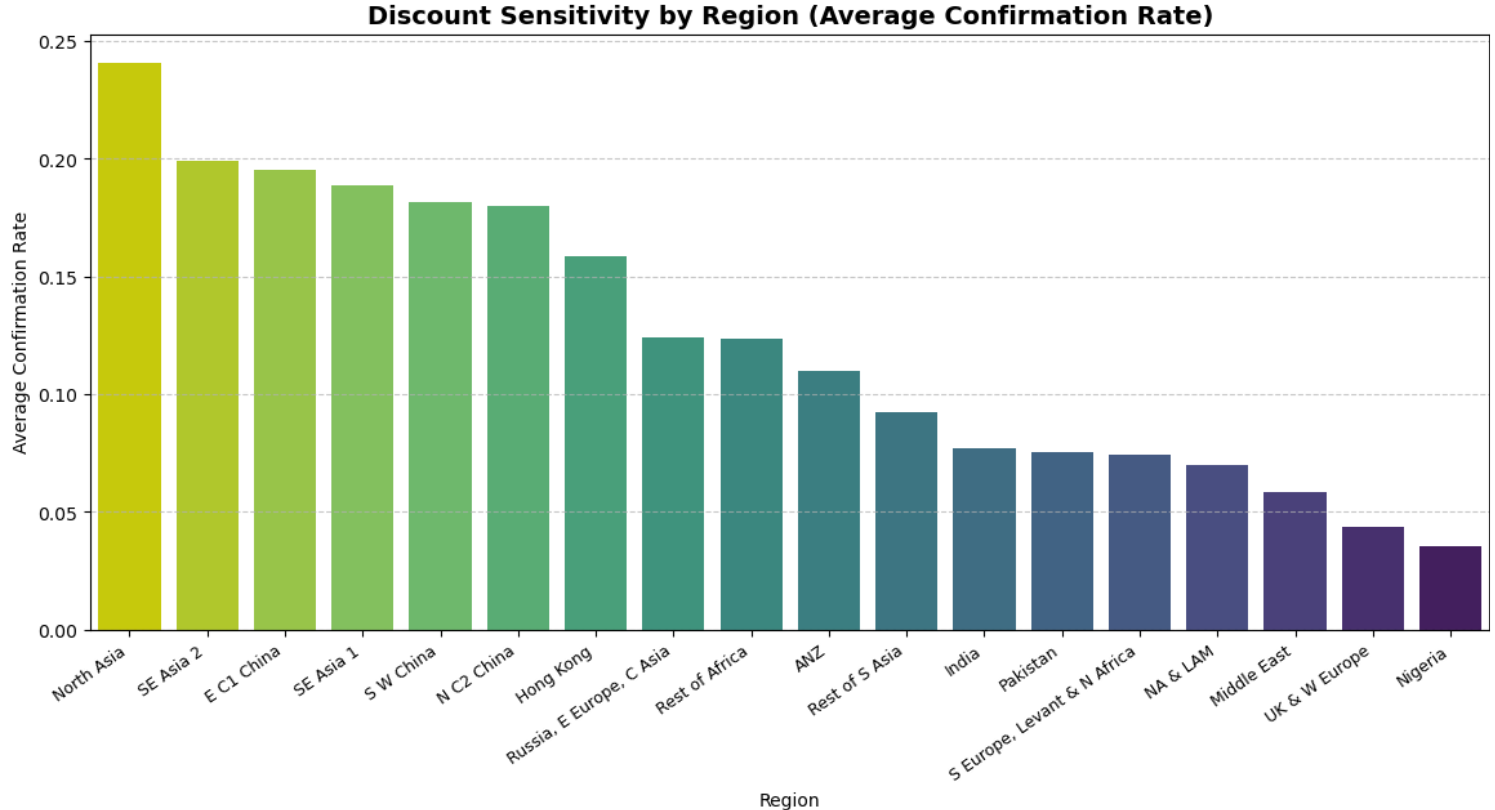 Discount Sensitivity by Region (Average Confirmation Rate)
Average Confirmation Rate
0.25
0.20
0.15
0.10
0.05
0.00
North Asia
SE Asia 2
E C1 China
SE Asia 1
S W China
N C2 China
Hong Kong
Russia, E Europe, C Asia
Rest of Africa
ANZ
Rest of S Asia
India
Pakistan
S Europe, Levant & N Africa
NA & LAM
Middle East
UK & W Europe
Nigeria
Region